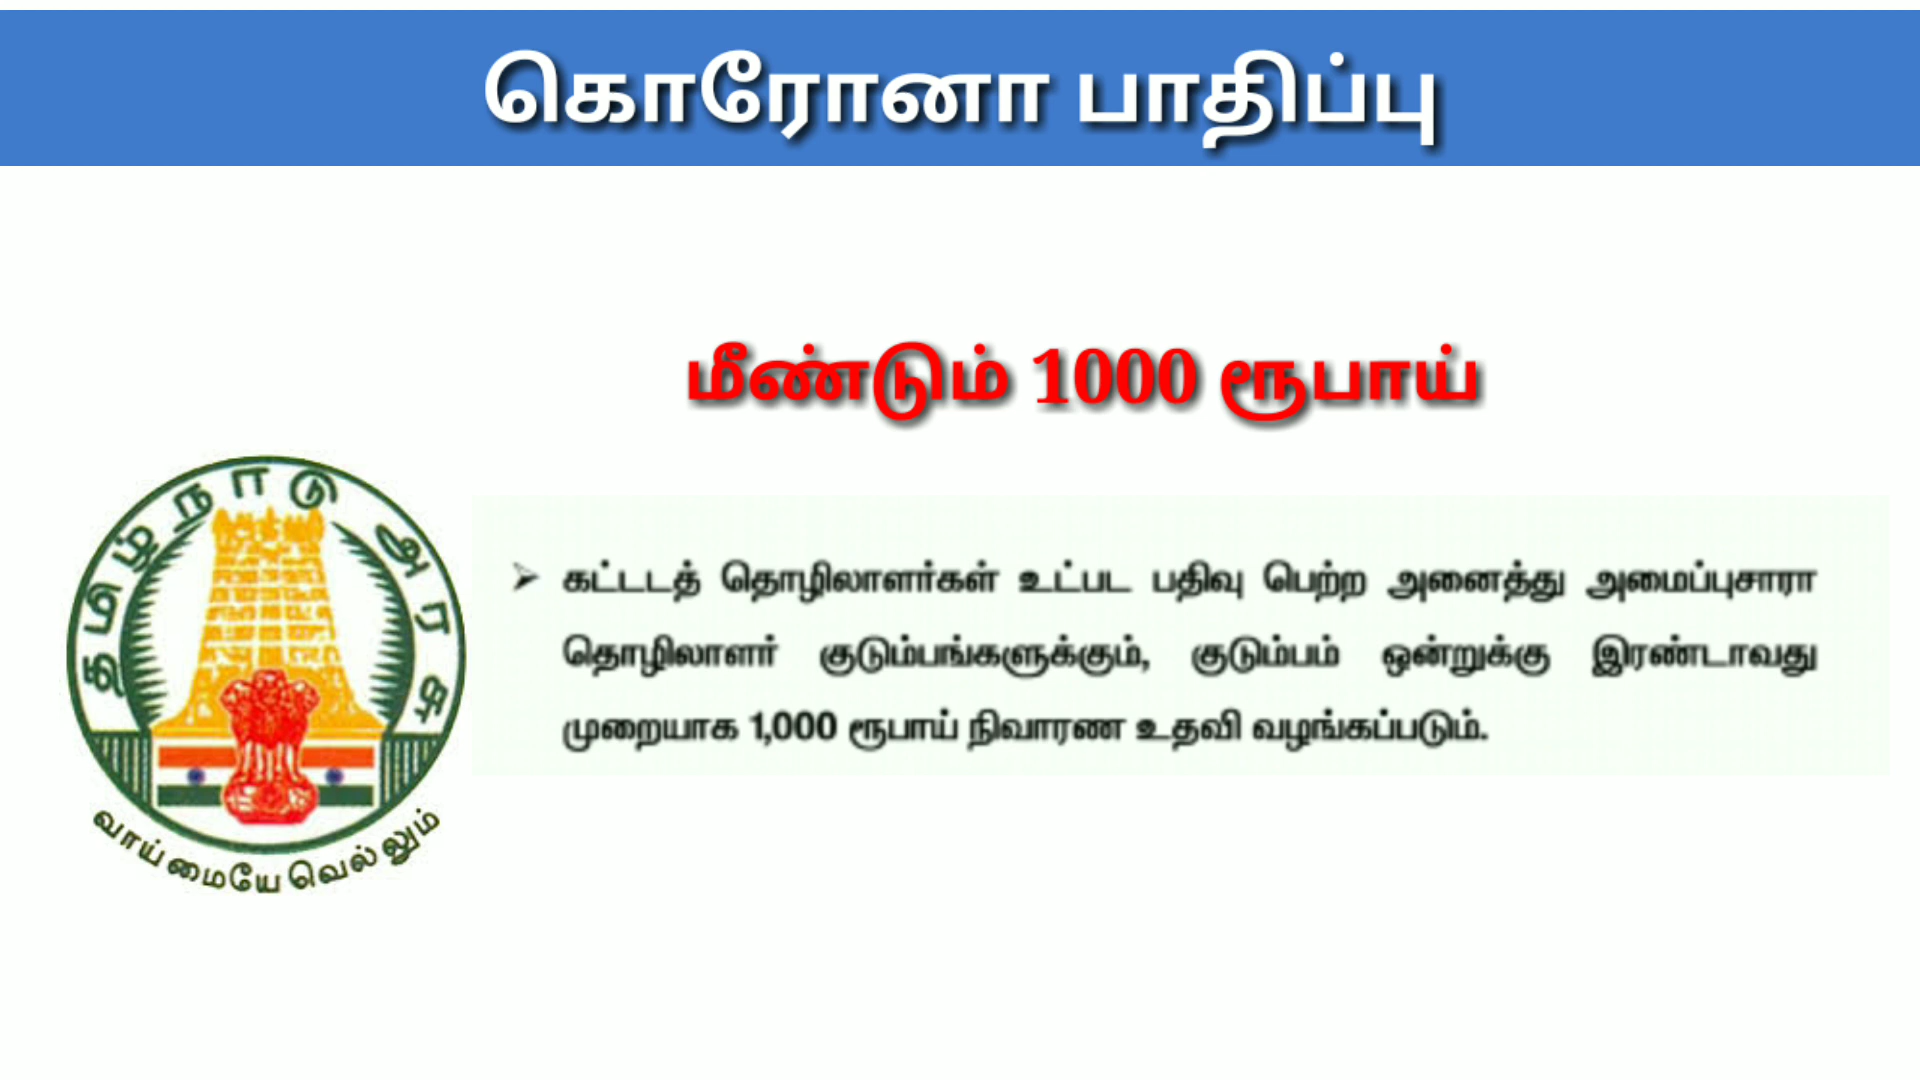 கொரோனா பாதிப்பு
மீண்டும் 1000 ரூபாய்
தமிழ்நாடு அரசு
வாய்மையே வெல்லும்
➢ கட்டடத் தொழிலாளர்கள் உட்பட பதிவு பெற்ற அனைத்து அமைப்புசாரா
தொழிலாளர் குடும்பங்களுக்கும், குடும்பம் ஒன்றுக்கு இரண்டாவது
முறையாக 1,000 ரூபாய் நிவாரண உதவி வழங்கப்படும்.